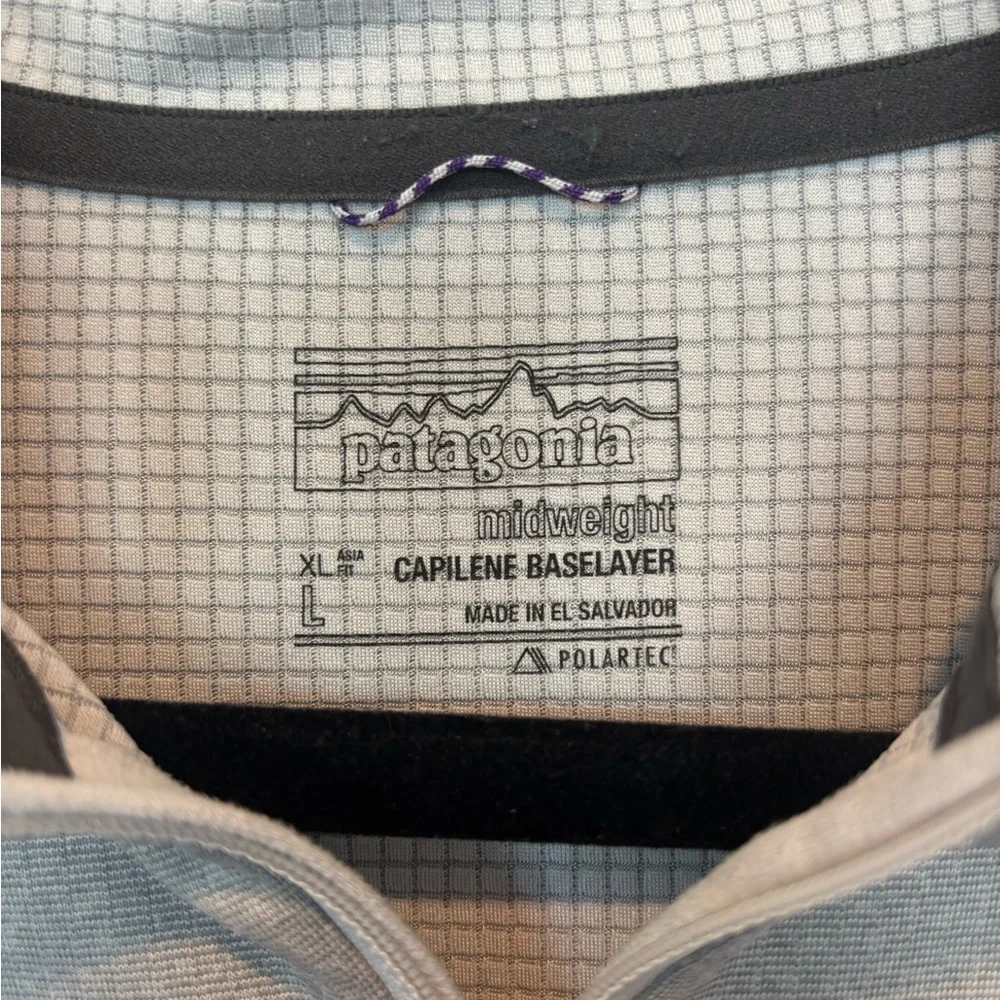 patagonia
midweight
XL ASIA FIT CAPILENE BASELAYER
L MADE IN EL SALVADOR
POLARTEC®